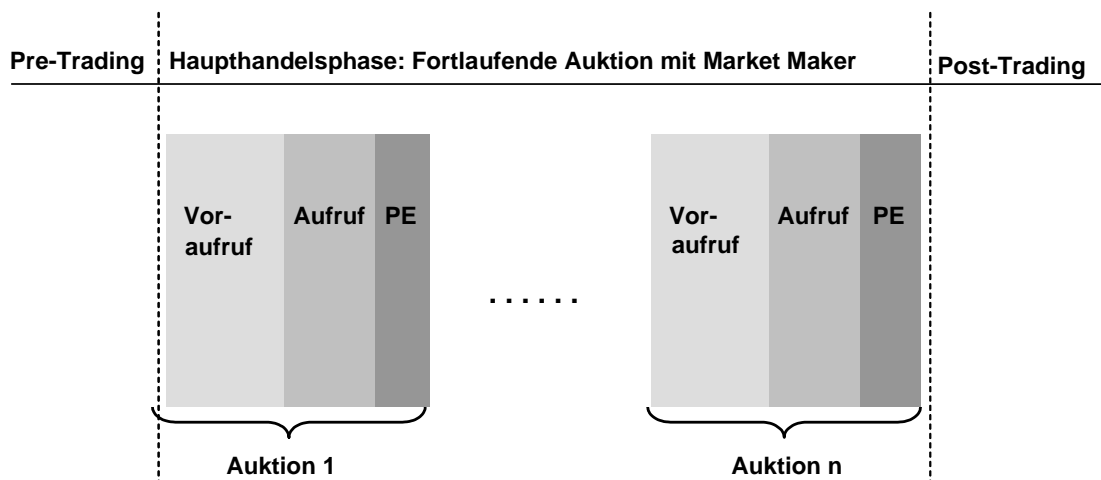 Pre-Trading
Haupthandelsphase: Fortlaufende Auktion mit Market Maker
Post-Trading
Vor-
aufruf
Aufruf
PE
......
Vor-
aufruf
Aufruf
PE
Auktion 1
Auktion n